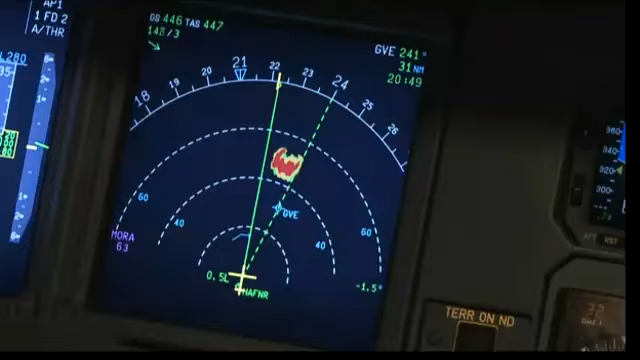 AP1
1 FD 2
A/THR
GS 446 TAS 447
148/3
GVE 241°
31 NM
20:49
18
19
20
21
22
23
24
25
26
60
40
60
40
GVE
MORA
63
0.5L
HAFNR
-1.5°
TERR ON ND